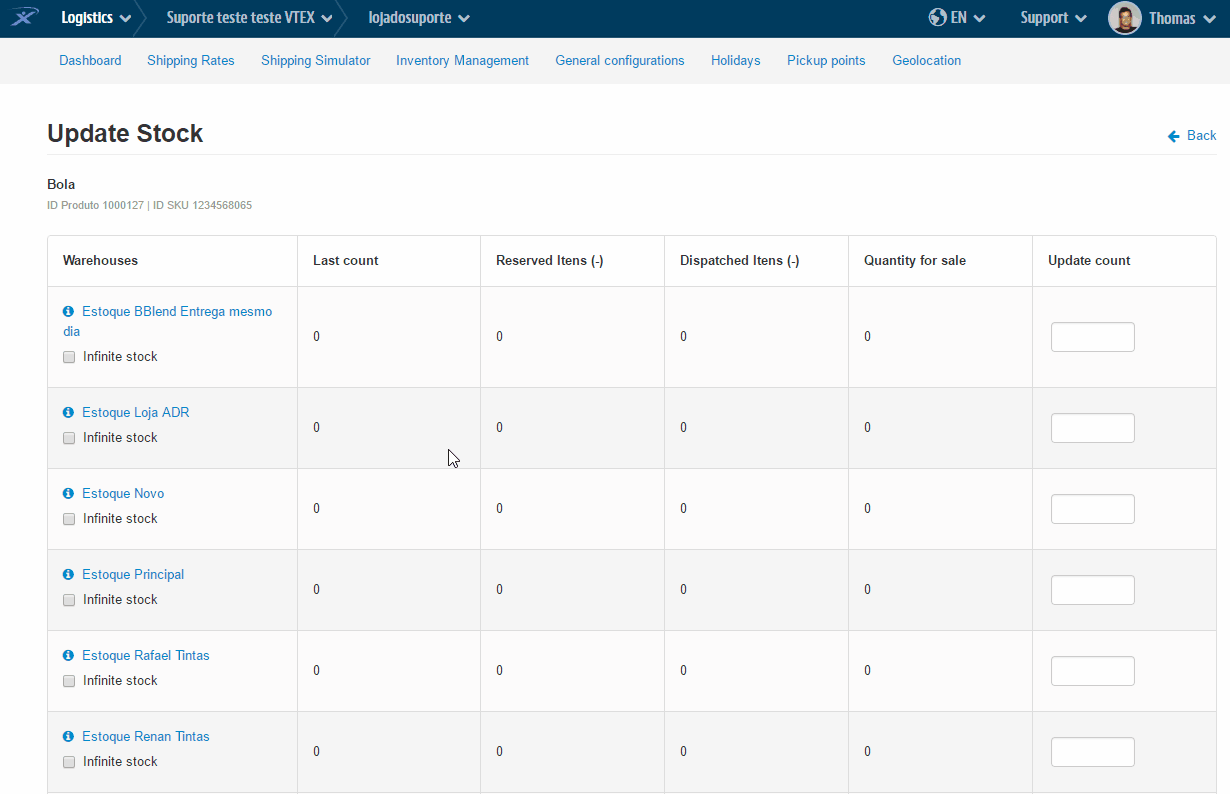 Logistics Suporte teste teste VTEX lojadosuporte EN Support Thomas
Dashboard Shipping Rates Shipping Simulator Inventory Management General configurations Holidays Pickup points Geolocation
Update Stock
Back
Bola
ID Produto 1000127 | ID SKU 1234568065
Warehouses Last count Reserved Itens (-) Dispatched Itens (-) Quantity for sale Update count
Estoque BBlend Entrega mesmo
dia
Infinite stock
0 0 0 0
Estoque Loja ADR
Infinite stock
0 0 0 0
Estoque Novo
Infinite stock
0 0 0 0
Estoque Principal
Infinite stock
0 0 0 0
Estoque Rafael Tintas
Infinite stock
0 0 0 0
Estoque Renan Tintas
Infinite stock
0 0 0 0